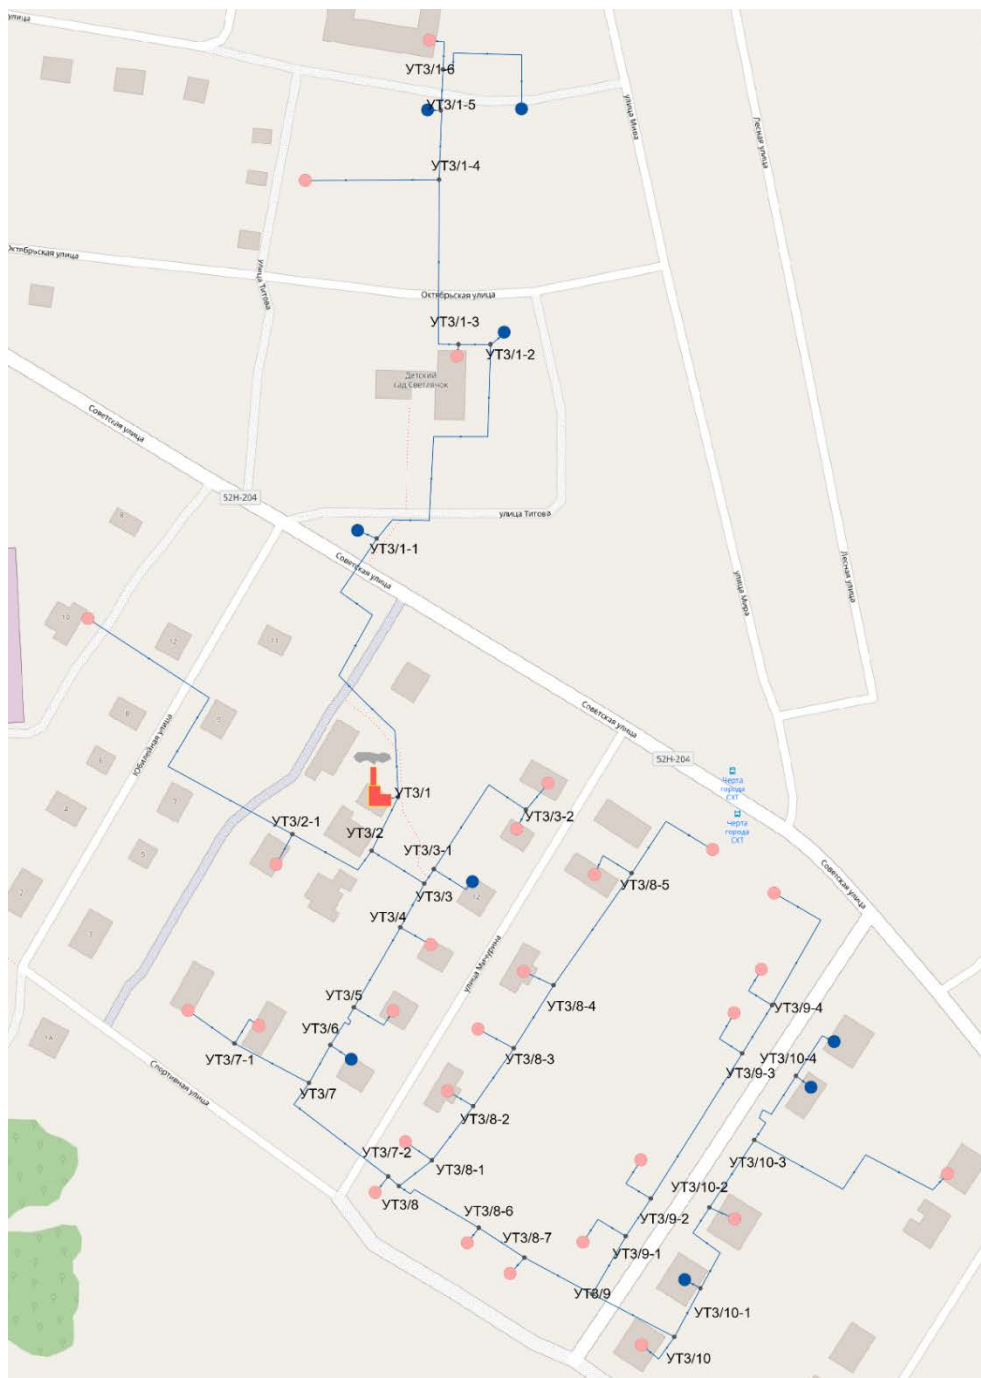 улица
УТ3/1-6
УТ3/1-5
улица Мира
Лесная улица
УТ3/1-4
Октябрьская улица
улица Титова
Октябрьская улица
УТ3/1-3
УТ3/1-2
Детский
сад Светлячок
Советская улица
52Н-204
улица Титова
УТ3/1-1
Советская улица
Лесная улица
улица Мира
10
12
11
Юбилейная улица
Советская улица
52Н-204
Черта
города
СХТ
Черта
города
СХТ
УТ3/1
УТ3/2-1
УТ3/2
УТ3/3-2
УТ3/3-1
УТ3/3
12
УТ3/8-5
Советская улица
УТ3/4
улица Мичурина
УТ3/5
УТ3/6
УТ3/8-4
УТ3/9-4
УТ3/7-1
УТ3/8-3
УТ3/10-4
УТ3/9-3
УТ3/7
Спортивная улица
УТ3/8-2
УТ3/7-2
УТ3/8-1
УТ3/10-3
УТ3/10-2
УТ3/8
УТ3/9-2
УТ3/8-6
УТ3/8-7
УТ3/9-1
УТ3/9
УТ3/10-1
УТ3/10